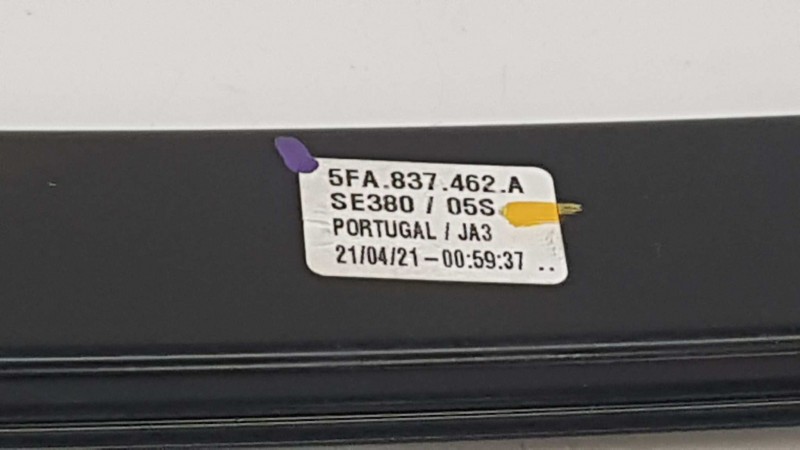 5FA.837.462.A
SE380 / 05S
PORTUGAL / JA3
21/04/21-00:59:37 ..